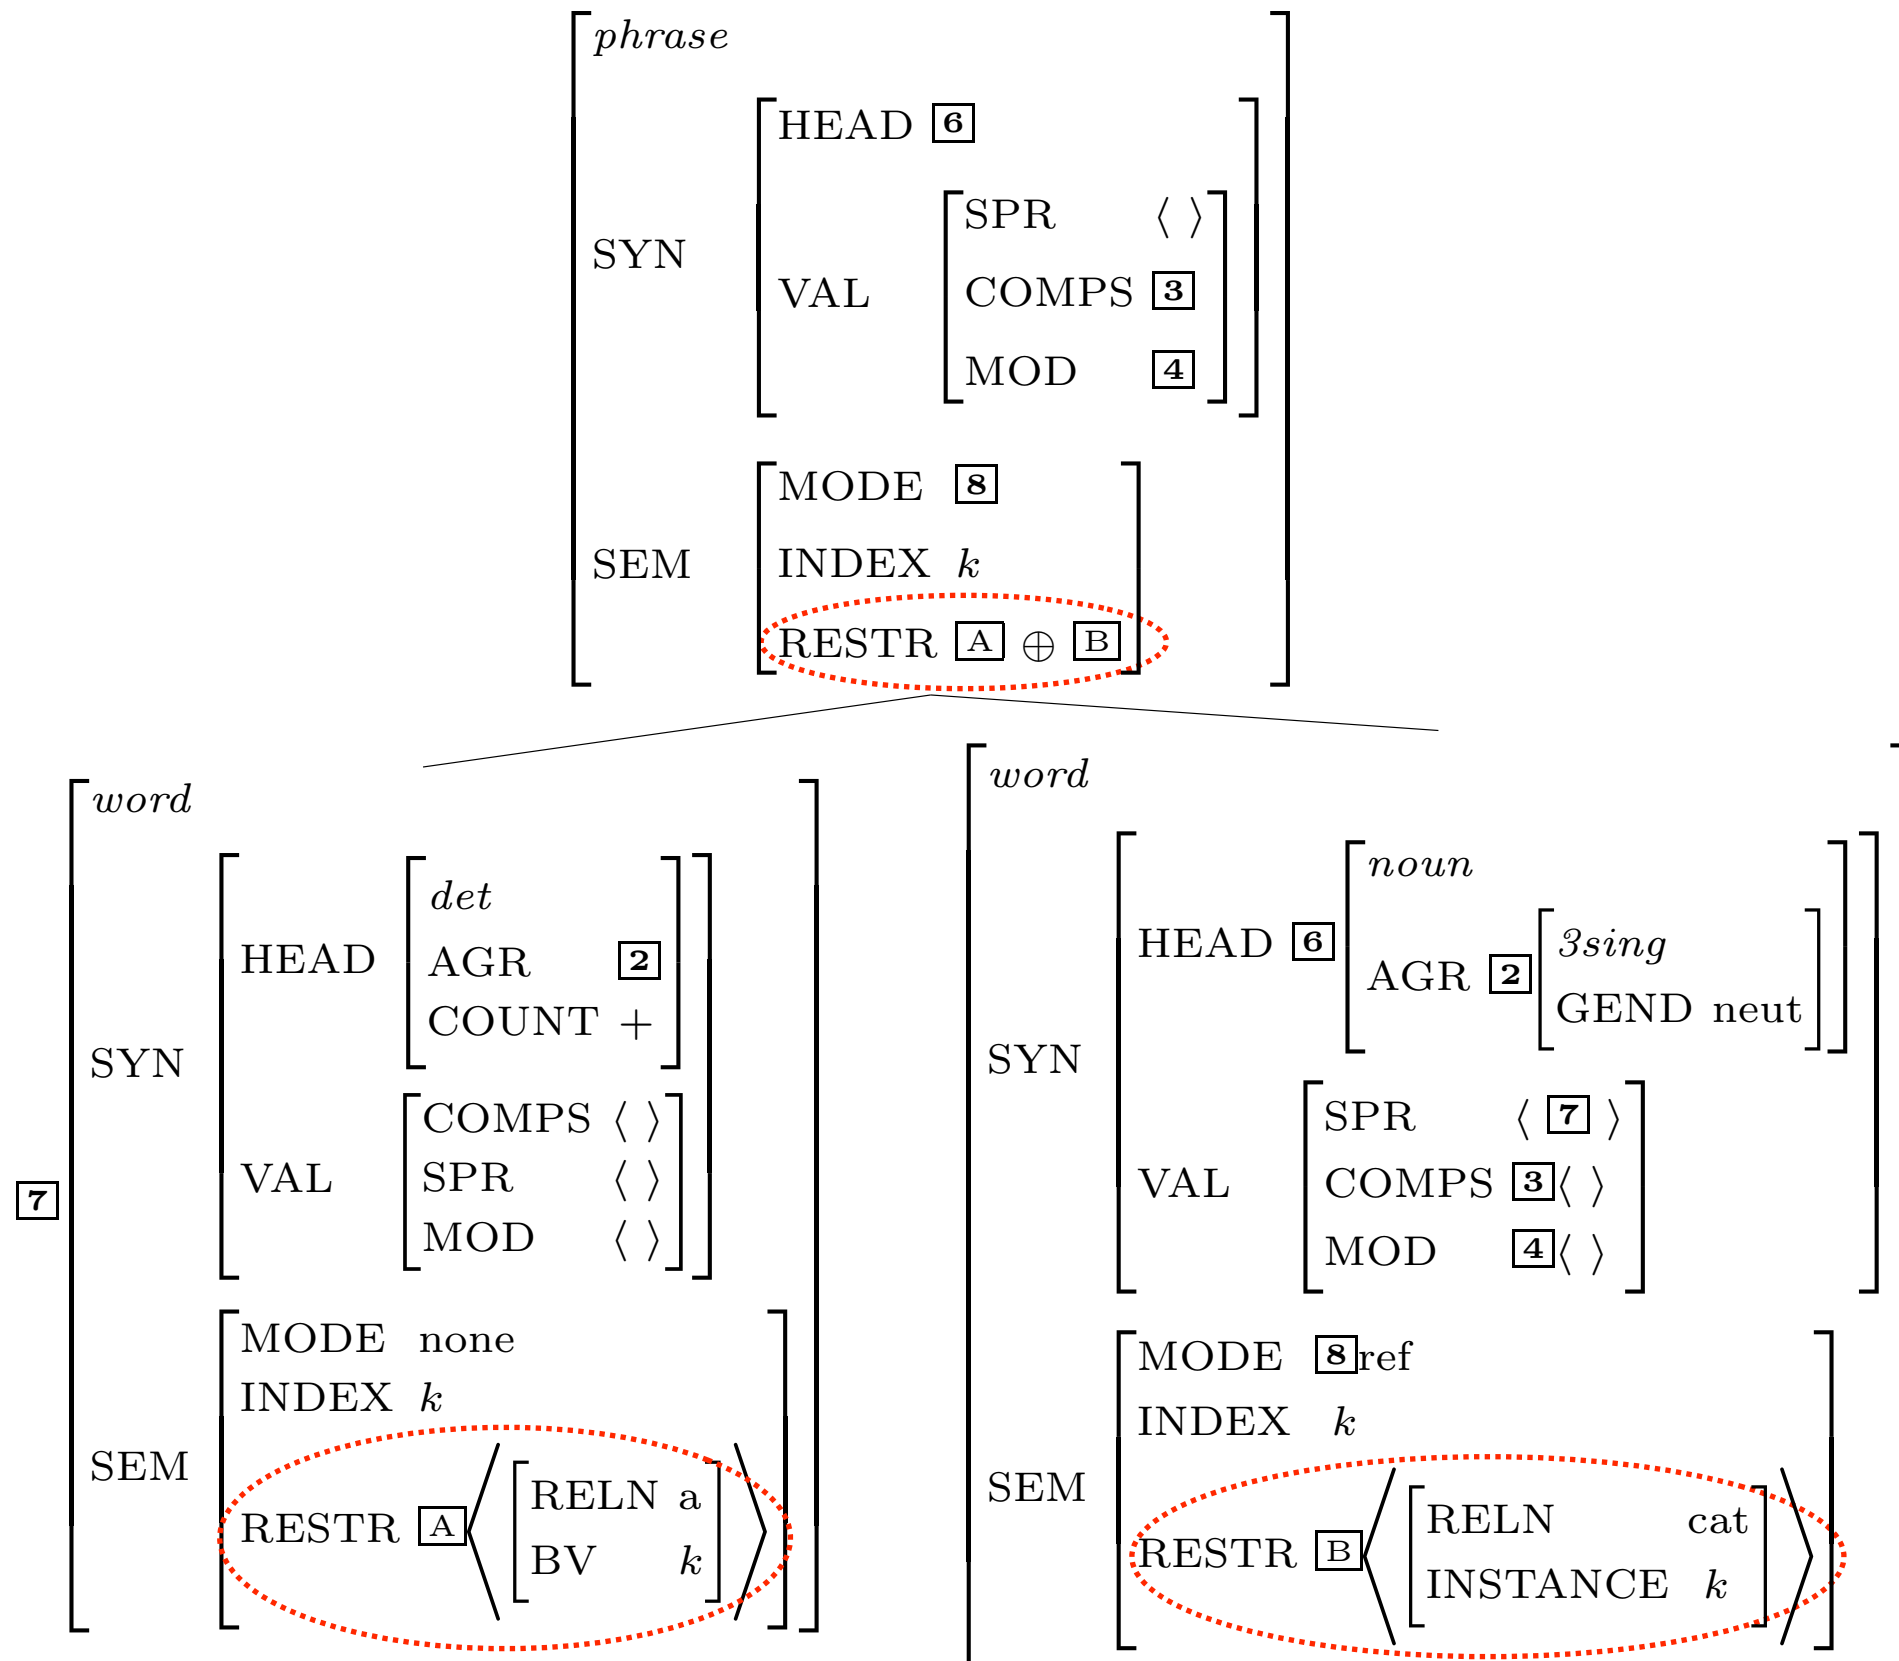 phrase
HEAD 6
SYN
SPR ⟨ ⟩
VAL
COMPS 3
MOD 4
MODE 8
SEM
INDEX k
RESTR A ⊕ B
7
word
det
HEAD
AGR 2
COUNT +
SYN
COMPS ⟨ ⟩
VAL
SPR ⟨ ⟩
MOD ⟨ ⟩
MODE none
INDEX k
SEM
RELN a
RESTR A ⟨ ⟩
BV k
word
noun
HEAD 6
3sing
AGR 2
GEND neut
SYN
SPR ⟨ 7 ⟩
VAL
COMPS 3 ⟨ ⟩
MOD 4 ⟨ ⟩
MODE 8 ref
INDEX k
SEM
RELN cat
RESTR B ⟨ ⟩
INSTANCE k